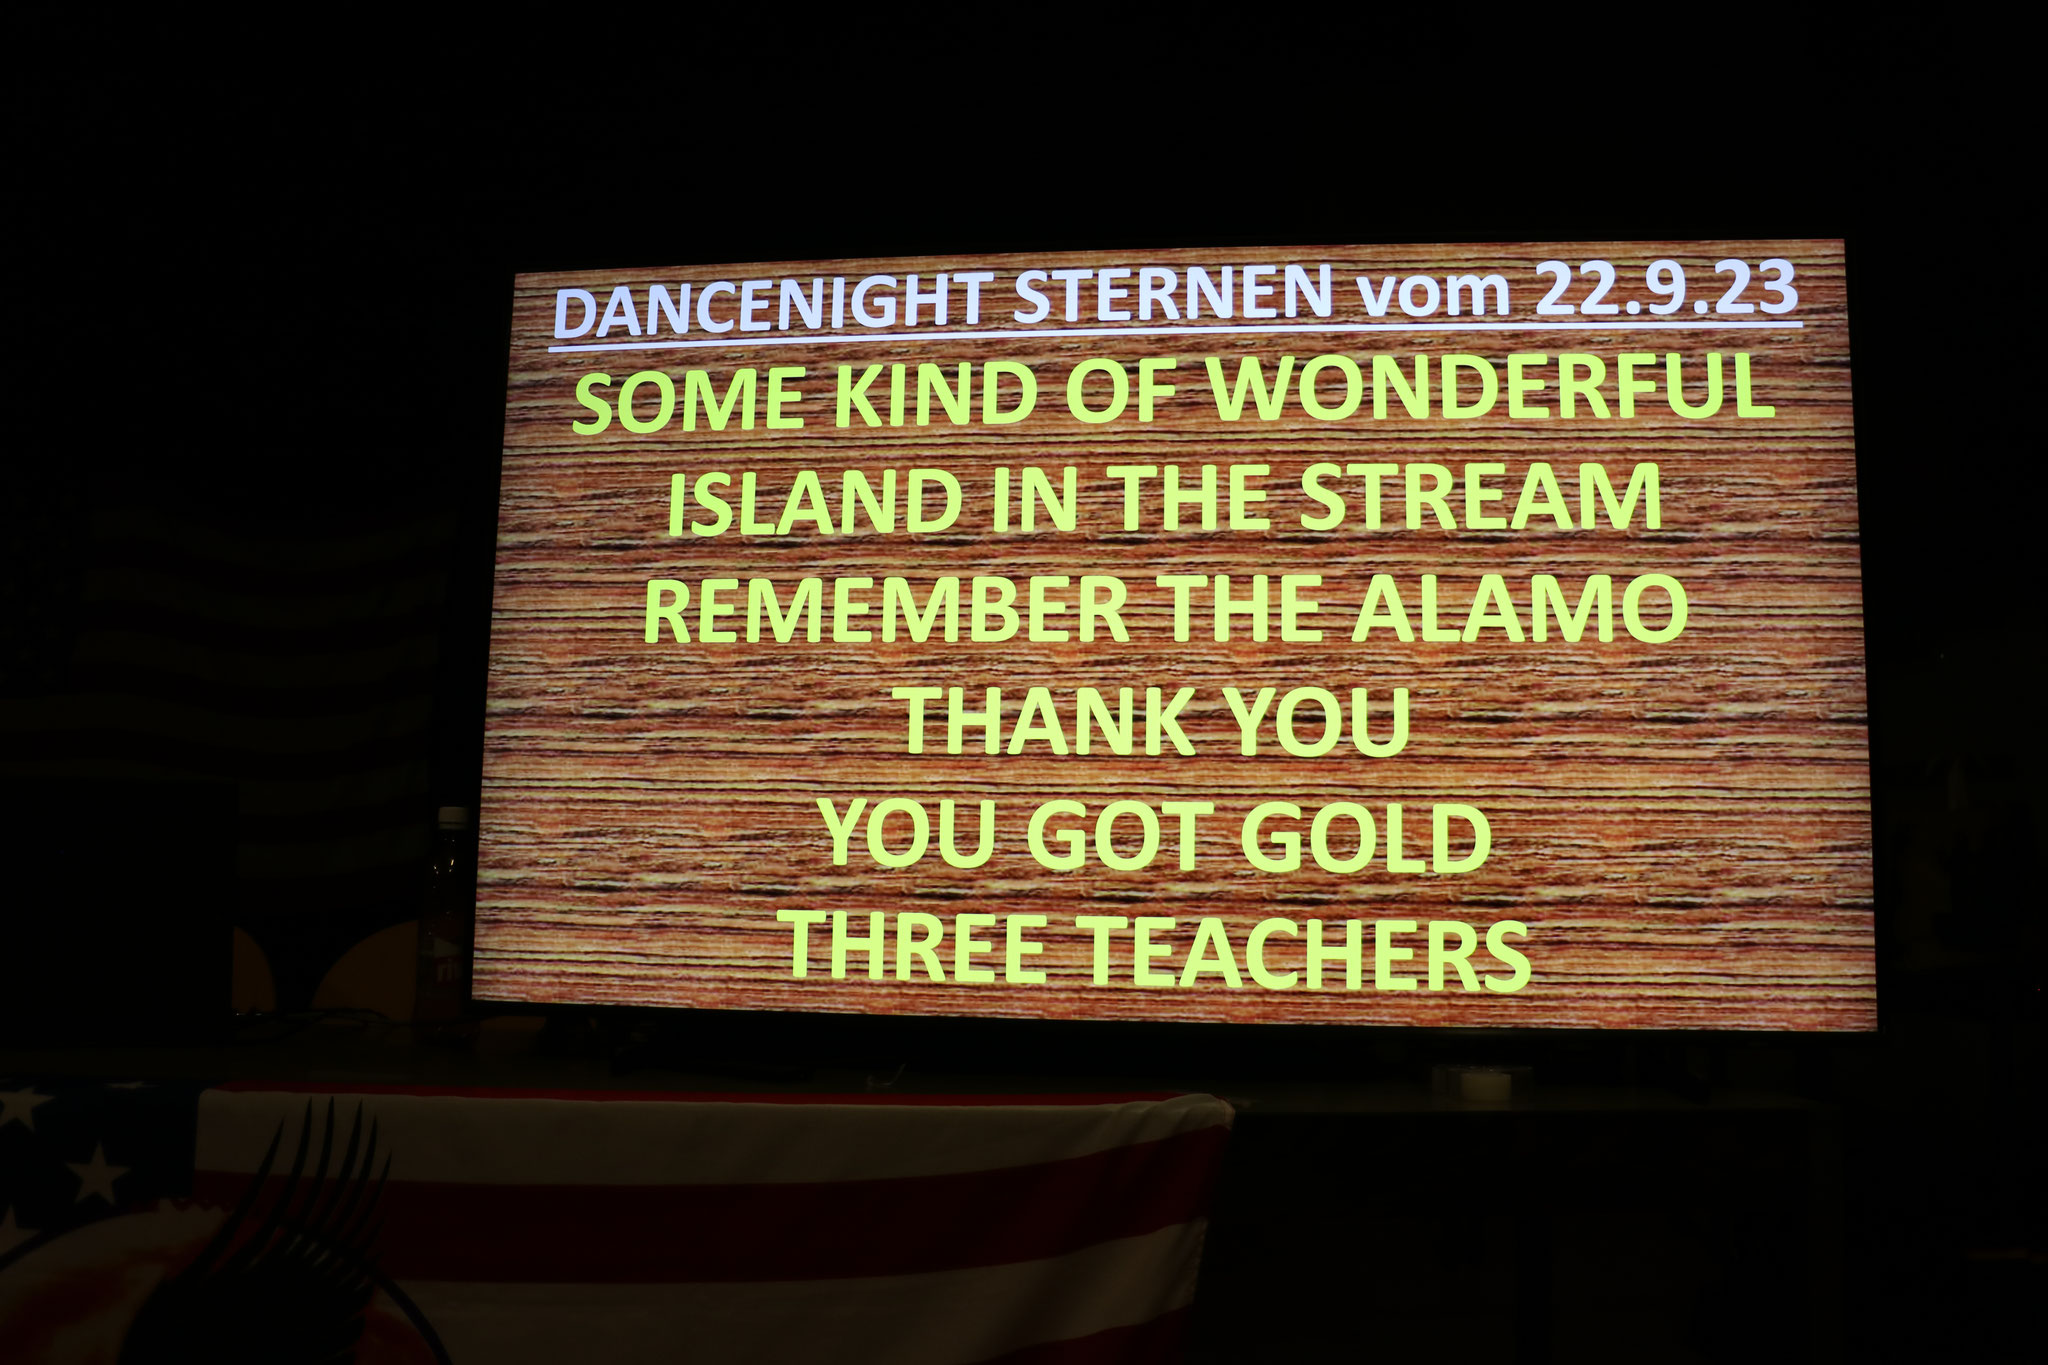 DANCENIGHT STERNEN vom 22.9.23
SOME KIND OF WONDERFUL
ISLAND IN THE STREAM
REMEMBER THE ALAMO
THANK YOU
YOU GOT GOLD
THREE TEACHERS